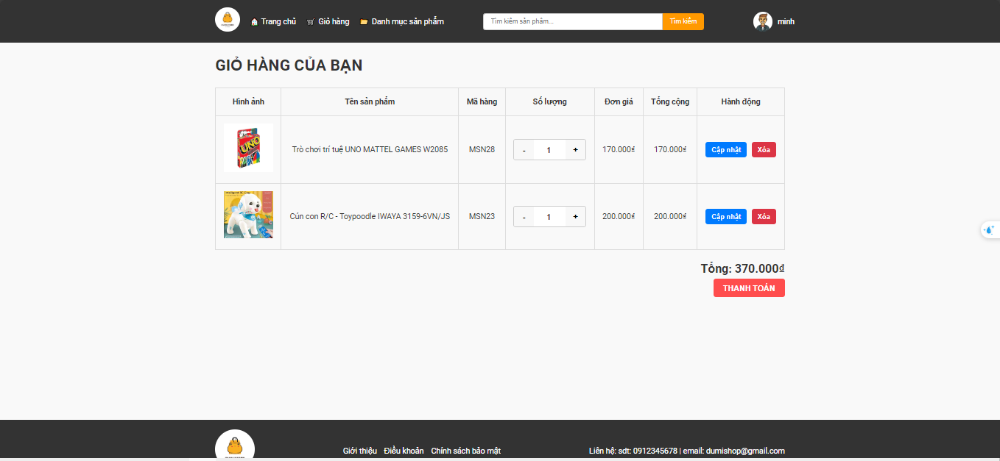 Trang chủ Giỏ hàng Danh mục sản phẩm Tìm kiếm sản phẩm... Tìm kiếm minh
GIỎ HÀNG CỦA BẠN
Hình ảnh Tên sản phẩm Mã hàng Số lượng Đơn giá Tổng cộng Hành động
UNO
Trò chơi trí tuệ UNO MATTEL GAMES W2085 MSN28 - 1 + 170.000₫ 170.000₫ Cập nhật Xóa
Cún con R/C - Toypoodle IWAYA 3159-6VN/JS MSN23 - 1 + 200.000₫ 200.000₫ Cập nhật Xóa
Tổng: 370.000₫
THANH TOÁN
Giới thiệu Điều khoản Chính sách bảo mật Liên hệ: sdt: 0912345678 | email: dumishop@gmail.com